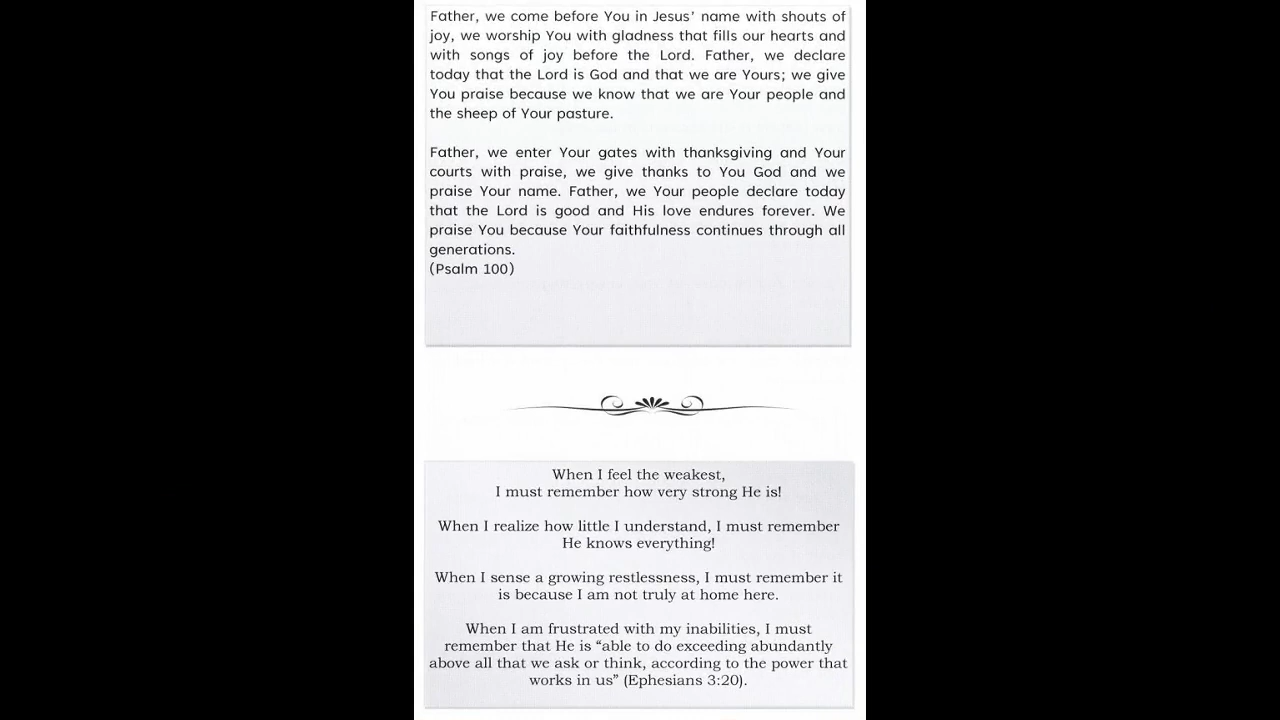 Father, we come before You in Jesus’ name with shouts of
joy, we worship You with gladness that fills our hearts and
with songs of joy before the Lord. Father, we declare
today that the Lord is God and that we are Yours; we give
You praise because we know that we are Your people and
the sheep of Your pasture.
Father, we enter Your gates with thanksgiving and Your
courts with praise, we give thanks to You God and we
praise Your name. Father, we Your people declare today
that the Lord is good and His love endures forever. We
praise You because Your faithfulness continues through all
generations.
(Psalm 100)
When I feel the weakest,
I must remember how very strong He is!
When I realize how little I understand, I must remember
He knows everything!
When I sense a growing restlessness, I must remember it
is because I am not truly at home here.
When I am frustrated with my inabilities, I must
remember that He is “able to do exceeding abundantly
above all that we ask or think, according to the power that
works in us” (Ephesians 3:20).